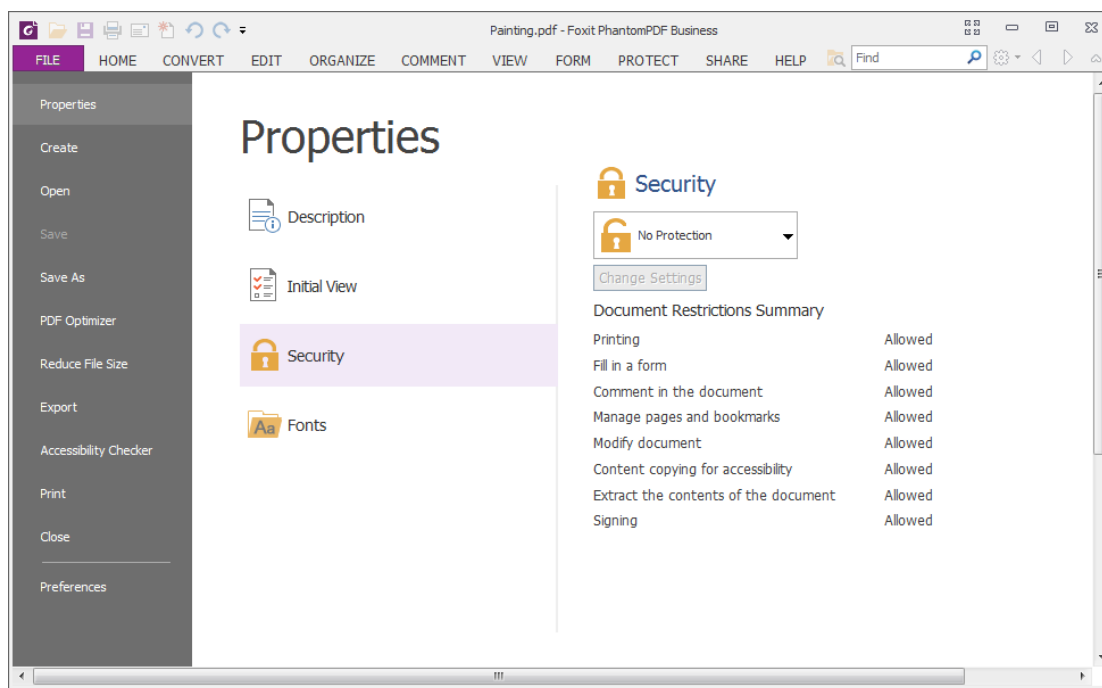 Painting.pdf - Foxit PhantomPDF Business
FILE HOME CONVERT EDIT ORGANIZE COMMENT VIEW FORM PROTECT SHARE HELP Find
Properties
Create
Open
Save
Save As
PDF Optimizer
Reduce File Size
Export
Accessibility Checker
Print
Close
Preferences
Properties
Description
Initial View
Security
Aa Fonts
Security
No Protection
Change Settings
Document Restrictions Summary
Printing Allowed
Fill in a form Allowed
Comment in the document Allowed
Manage pages and bookmarks Allowed
Modify document Allowed
Content copying for accessibility Allowed
Extract the contents of the document Allowed
Signing Allowed